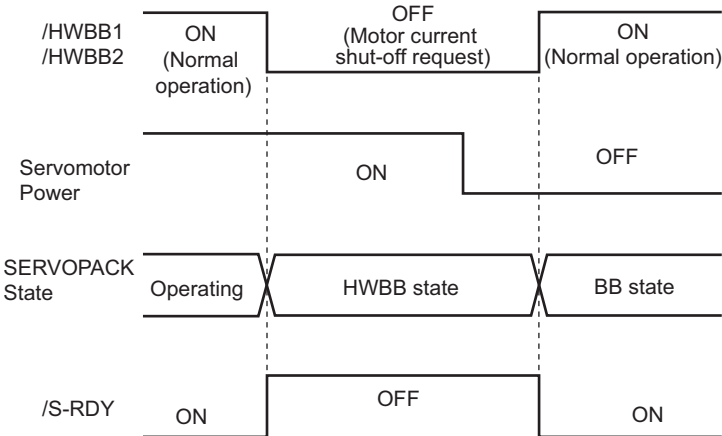 /HWBB1
/HWBB2
ON
(Normal
operation)
OFF
(Motor current
shut-off request)
ON
(Normal operation)
Servomotor
Power
ON
OFF
SERVOPACK
State
Operating
HWBB state
BB state
/S-RDY
ON
OFF
ON